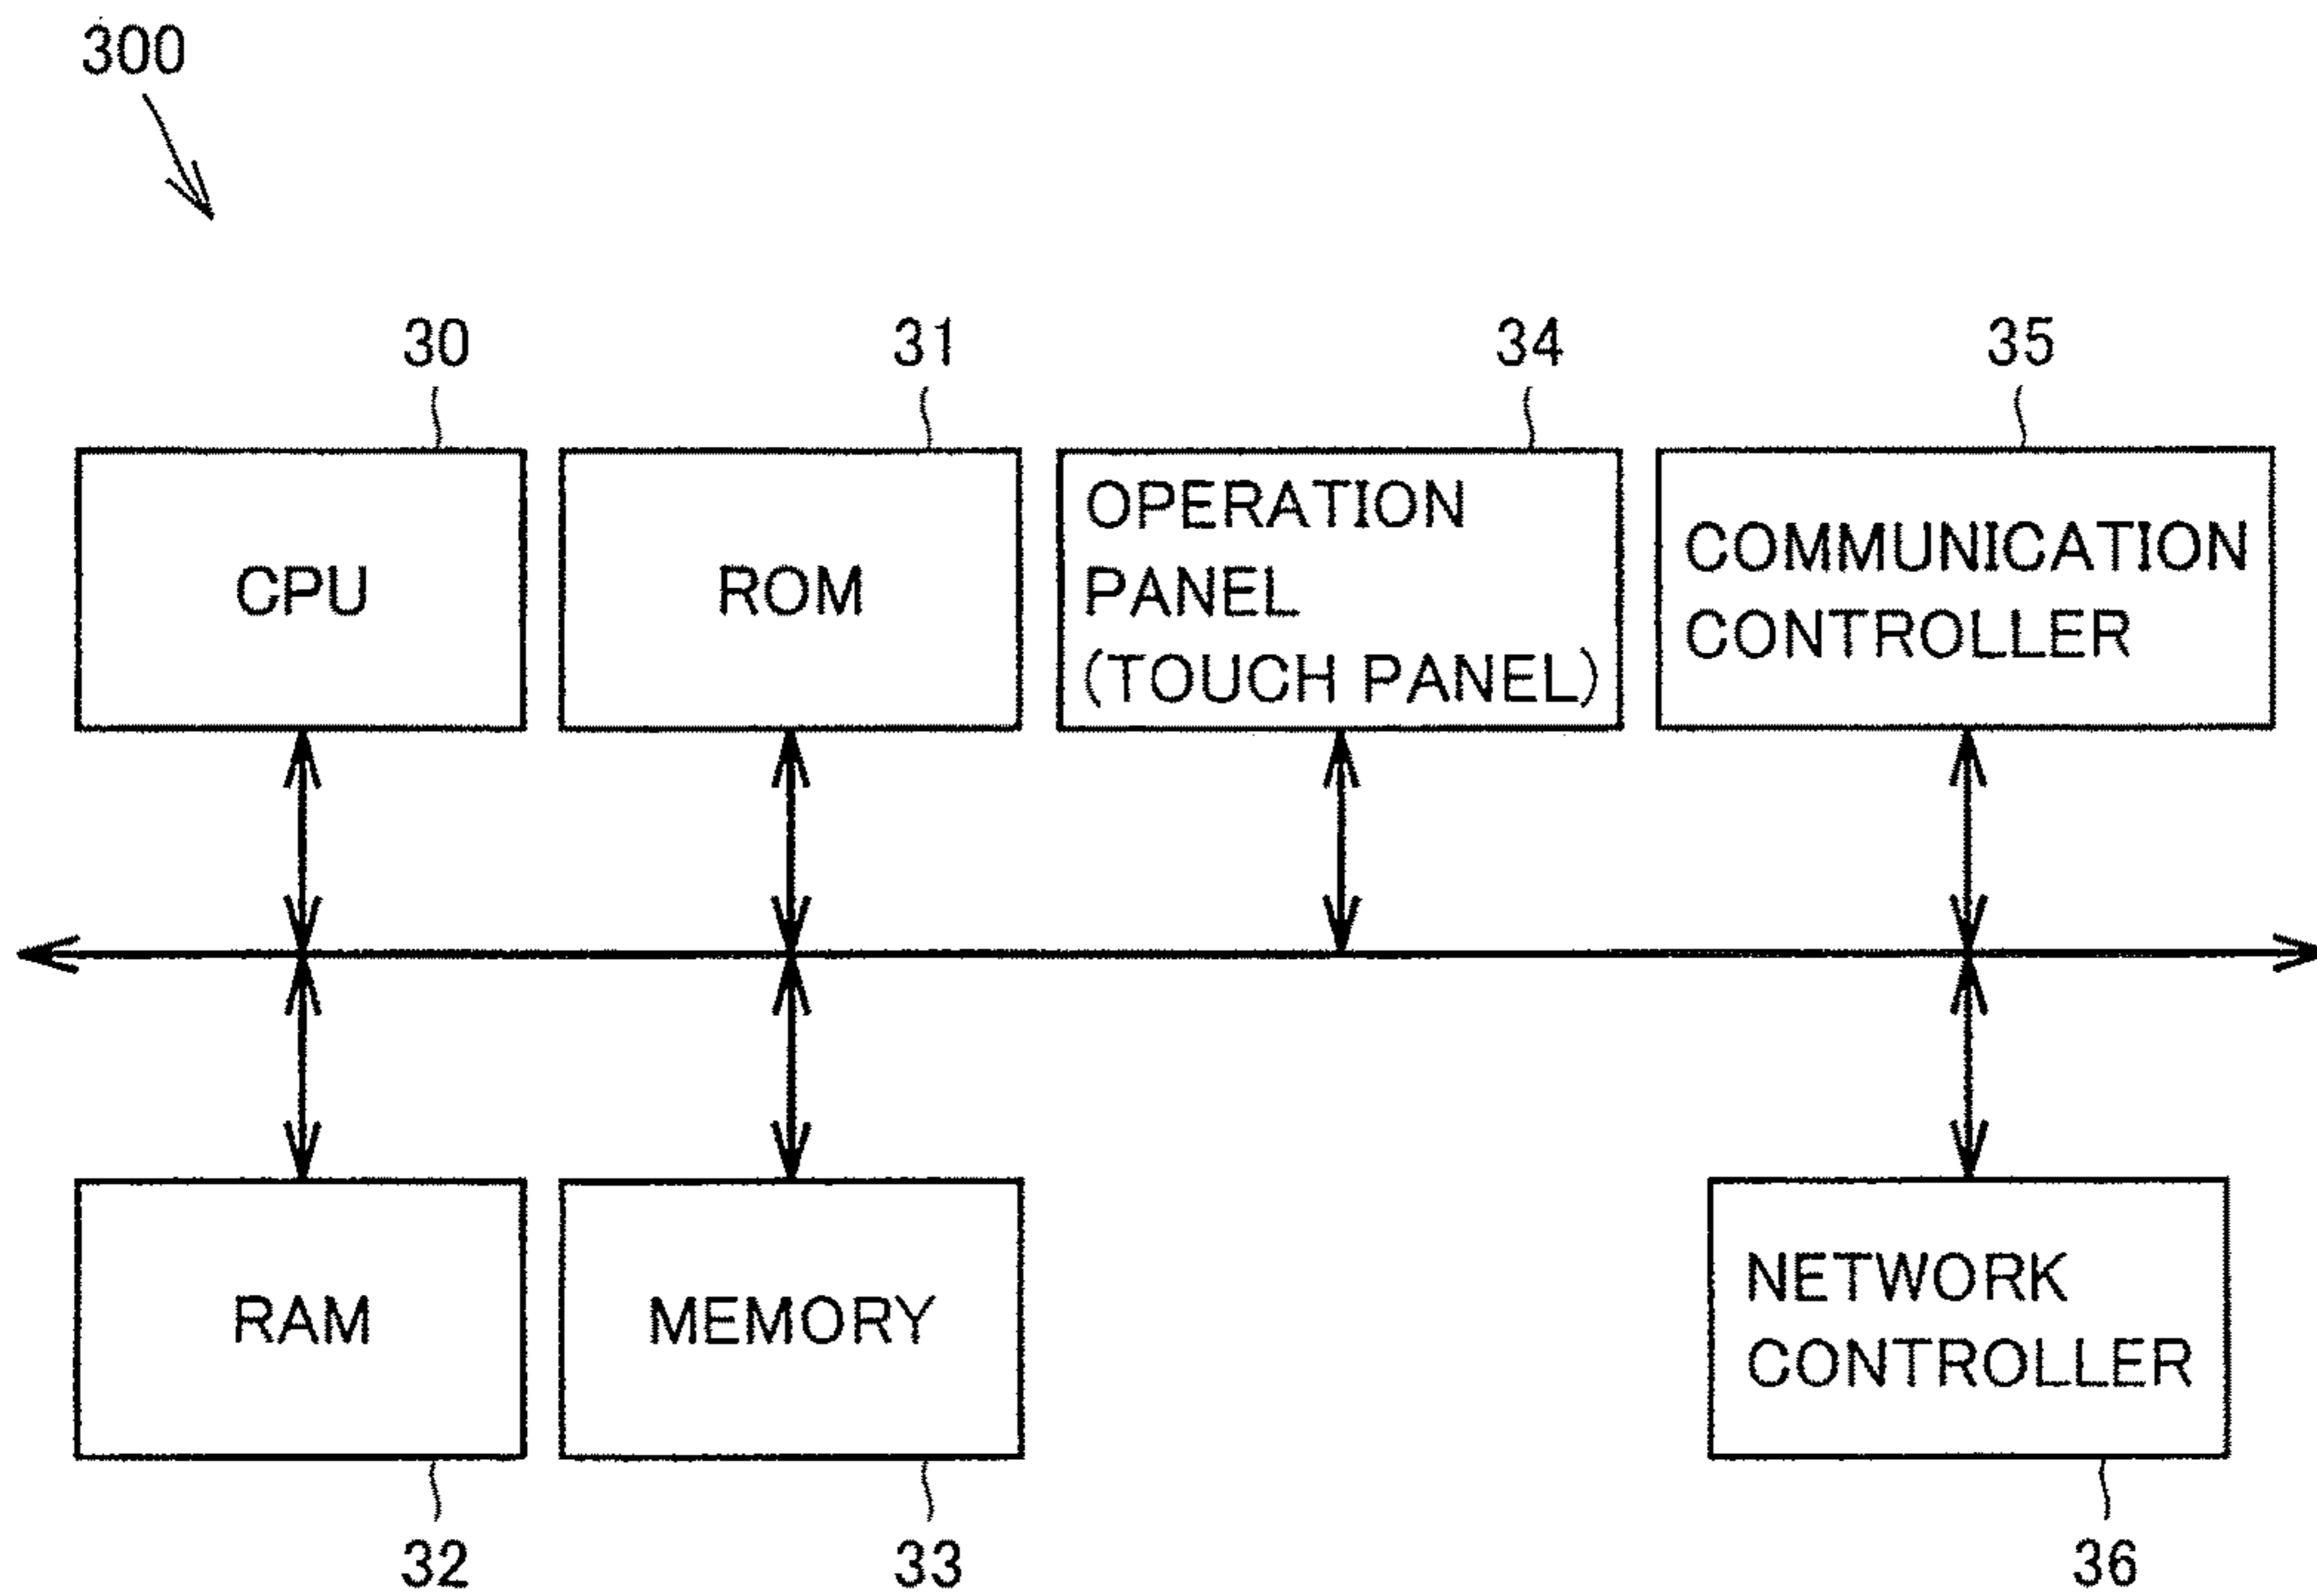 300
30
31
34
35
CPU
ROM
OPERATION
PANEL
(TOUCH PANEL)
COMMUNICATION
CONTROLLER
RAM
MEMORY
NETWORK
CONTROLLER
32
33
36